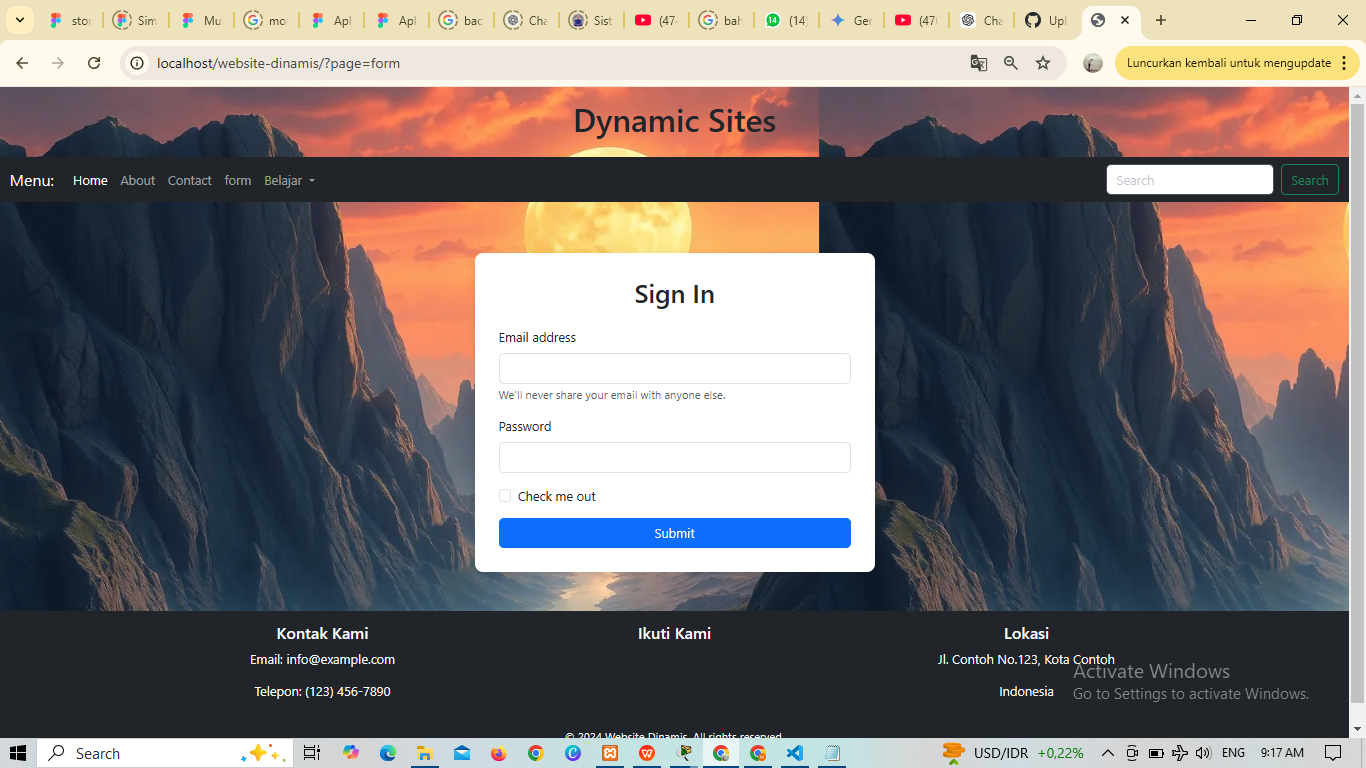 stor
Sim
Mu
mo
Apl
Apl
bac
Cha
Sist
(474
bah
(14)
Ger
(47
Cha
Upl
localhost/website-dinamis/?page=form
Luncurkan kembali untuk mengupdate
Dynamic Sites
Menu: Home About Contact form Belajar Search Search
Sign In
Email address
We'll never share your email with anyone else.
Password
Check me out
Submit
Kontak Kami Ikuti Kami Lokasi
Email: info@example.com Jl. Contoh No.123, Kota Contoh
Telepon: (123) 456-7890 Indonesia
Activate Windows
Go to Settings to activate Windows.
© 2024 Website Dinamis. All rights reserved.
Search USD/IDR +0,22% ENG 9:17 AM